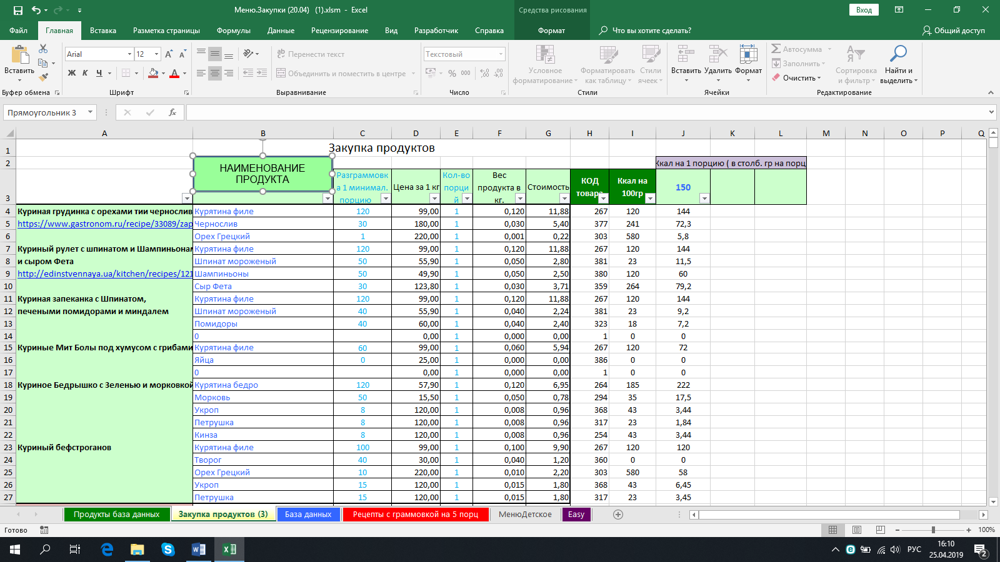 Меню.Закупки (20.04)   (1).xlsm  -  Excel
Средства рисования
Вход
Файл Главная Вставка Разметка страницы Формулы Данные Рецензирование Вид Разработчик Справка Формат Что вы хотите сделать? Общий доступ
Вставить
Arial 12
Ж К Ч
Перенести текст
Объединить и поместить в центре
Текстовый
% 000
Условное форматирование
Форматировать как таблицу
Стили ячеек
Вставить Удалить Формат
Автосумма
Заполнить
Очистить
Сортировка и фильтр
Найти и выделить
Буфер обмена Шрифт Выравнивание Число Стили Ячейки Редактирование
Прямоугольник 3 fx
A B C D E F G H I J K L M N O P Q
1 Закупка продуктов
2 Ккал на 1 порцию ( в столб. гр на порц
НАИМЕНОВАНИЕ
ПРОДУКТА
3 Разграммовк а 1 минимал. порцию Цена за 1 кг Кол-во порци й Вес продукта в кг. Стоимость КОД товара Ккал на 100гр 150
4 Куриная грудинка с орехами тии чернослив Курятина филе 120 99,00 1 0,120 11,88 267 120 144
5 https://www.gastronom.ru/recipe/33089/zap Чернослив 30 180,00 1 0,030 5,40 377 241 72,3
6 Орех Грецкий 1 220,00 1 0,001 0,22 303 580 5,8
7 Куриный рулет с шпинатом и Шампиньонам Курятина филе 120 99,00 1 0,120 11,88 267 120 144
8 и сыром Фета Шпинат мороженый 50 55,90 1 0,050 2,80 381 23 11,5
9 http://edinstvennaya.ua/kitchen/recipes/121 Шампиньоны 50 49,90 1 0,050 2,50 380 120 60
10 Сыр Фета 30 123,80 1 0,030 3,71 359 264 79,2
11 Куриная запеканка с Шпинатом, Курятина филе 120 99,00 1 0,120 11,88 267 120 144
12 печеными помидорами и миндалем Шпинат мороженый 40 55,90 1 0,040 2,24 381 23 9,2
13 Помидоры 40 60,00 1 0,040 2,40 323 18 7,2
14 0 0,00 1 0,000 0,00 1 0 0
15 Куриные Мит Болы под хумусом с грибами Курятина филе 60 99,00 1 0,060 5,94 267 120 72
16 Яйца 0 25,00 1 0,000 0,00 386 0 0
17 0 0,00 1 0,000 0,00 1 0 0
18 Куриное Бедрышко с Зеленью и морковкой Курятина бедро 120 57,90 1 0,120 6,95 264 185 222
19 Морковь 50 15,50 1 0,050 0,78 294 35 17,5
20 Укроп 8 120,00 1 0,008 0,96 368 43 3,44
21 Петрушка 8 120,00 1 0,008 0,96 317 23 1,84
22 Кинза 8 120,00 1 0,008 0,96 254 43 3,44
23 Куриный бефстроганов Курятина филе 100 99,00 1 0,100 9,90 267 120 120
24 Творог 40 30,00 1 0,040 1,20 360 0 0
25 Орех Грецкий 10 220,00 1 0,010 2,20 303 580 58
26 Укроп 15 120,00 1 0,015 1,80 368 43 6,45
27 Петрушка 15 120,00 1 0,015 1,80 317 23 3,45
Продукты база данных Закупка продуктов (3) База данных Рецепты с граммовкой на 5 порц МенюДетское Easy
Готово 100%
РУС 16:10
25.04.2019 2